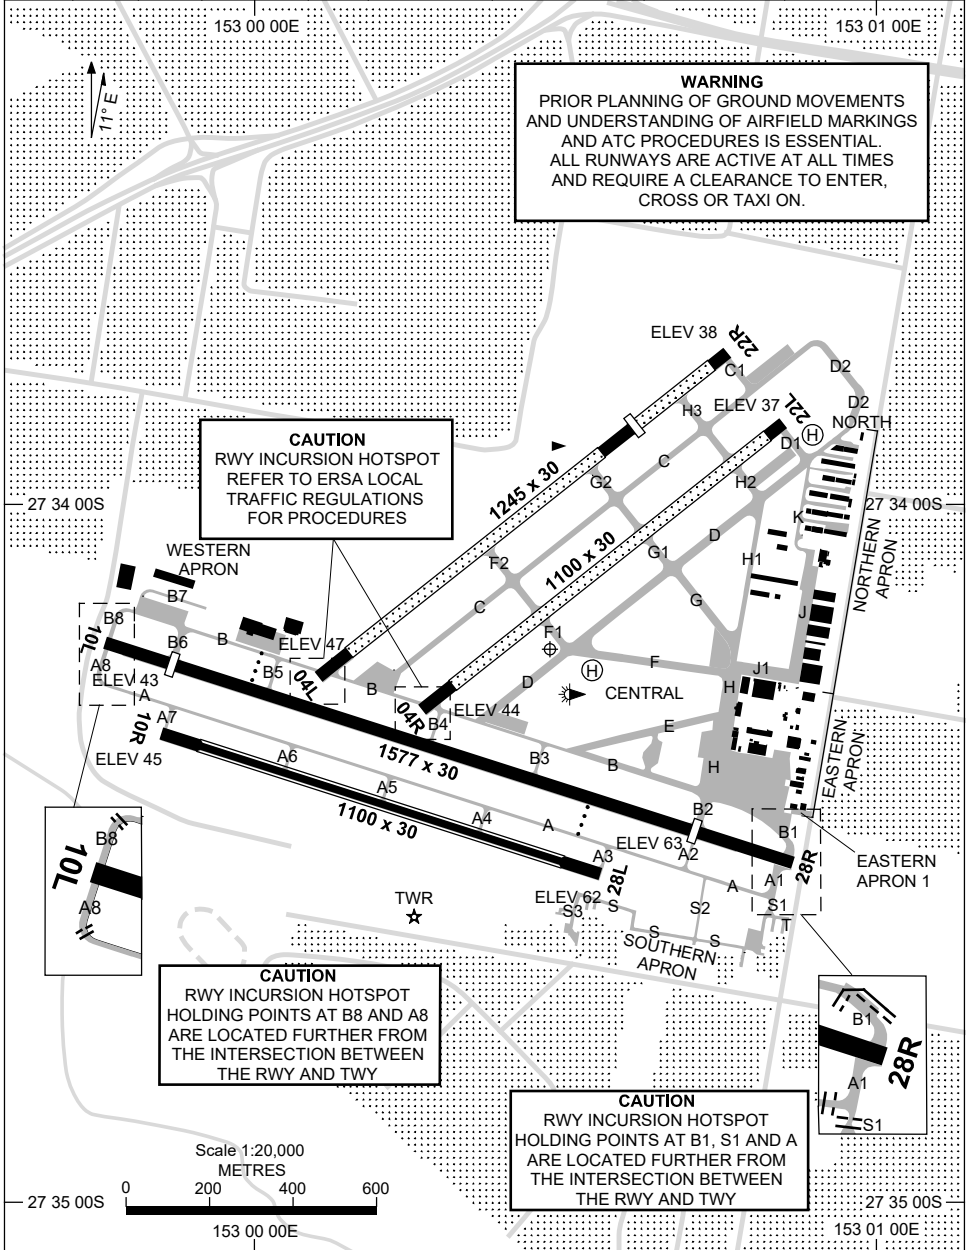 153 00 00E
153 01 00E
11° E
WARNING
PRIOR PLANNING OF GROUND MOVEMENTS
AND UNDERSTANDING OF AIRFIELD MARKINGS
AND ATC PROCEDURES IS ESSENTIAL.
ALL RUNWAYS ARE ACTIVE AT ALL TIMES
AND REQUIRE A CLEARANCE TO ENTER,
CROSS OR TAXI ON.
ELEV 38
22R
C1
D2
ELEV 37
22L
H3
D2
NORTH
H
D1
CAUTION
RWY INCURSION HOTSPOT
REFER TO ERSA LOCAL
TRAFFIC REGULATIONS
FOR PROCEDURES
C
G2
H2
1245 x 30
27 34 00S
27 34 00S
K
D
NORTHERN
APRON
WESTERN
APRON
F2
1100 x 30
G1
H1
B7
C
G
J
B8
10L
B6
B
ELEV 47
F1
F
H
J1
A8
ELEV 43
B5
04L
B
D
CENTRAL
H
A
04R
B4
ELEV 44
E
A7
10R
ELEV 45
A6
1577 x 30
B3
B
H
EASTERN
APRON
A5
1100 x 30
A4
A
B2
B1
ELEV 63
A2
28R
A3
28L
EASTERN
APRON 1
B8
10L
A8
A
A1
ELEV 62
S3
S
S2
S1
T
TWR
S
S
SOUTHERN
APRON
CAUTION
RWY INCURSION HOTSPOT
HOLDING POINTS AT B8 AND A8
ARE LOCATED FURTHER FROM
THE INTERSECTION BETWEEN
THE RWY AND TWY
B1
28R
A1
S1
CAUTION
RWY INCURSION HOTSPOT
HOLDING POINTS AT B1, S1 AND A
ARE LOCATED FURTHER FROM
THE INTERSECTION BETWEEN
THE RWY AND TWY
Scale 1:20,000
METRES
0 200 400 600
27 35 00S
27 35 00S
153 00 00E
153 01 00E